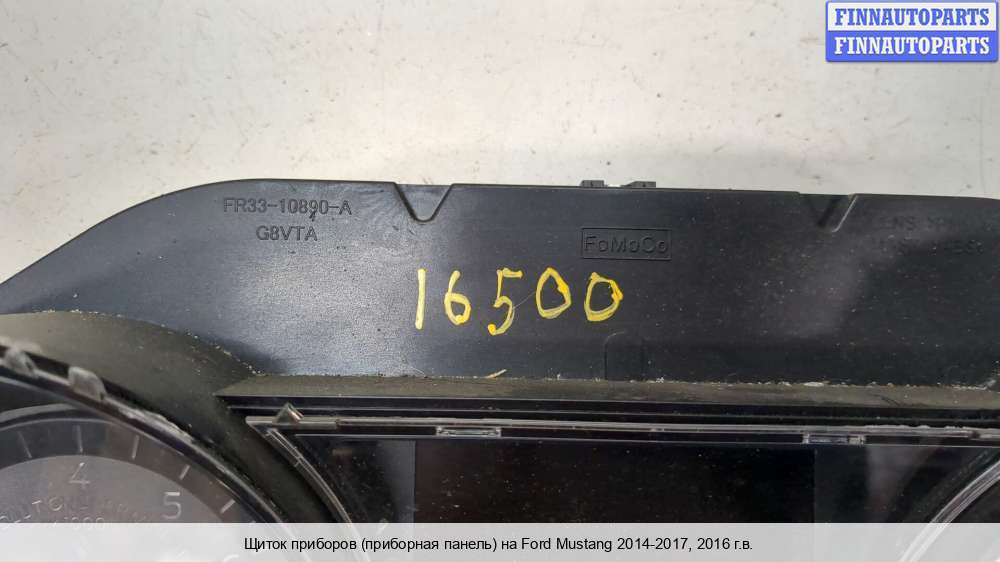 FINNAUTOPARTS
FINNAUTOPARTS
FR33-10890-A
G8VTA
FoMoCo
16500
4
5
Щиток приборов (приборная панель) на Ford Mustang 2014-2017, 2016 г.в.